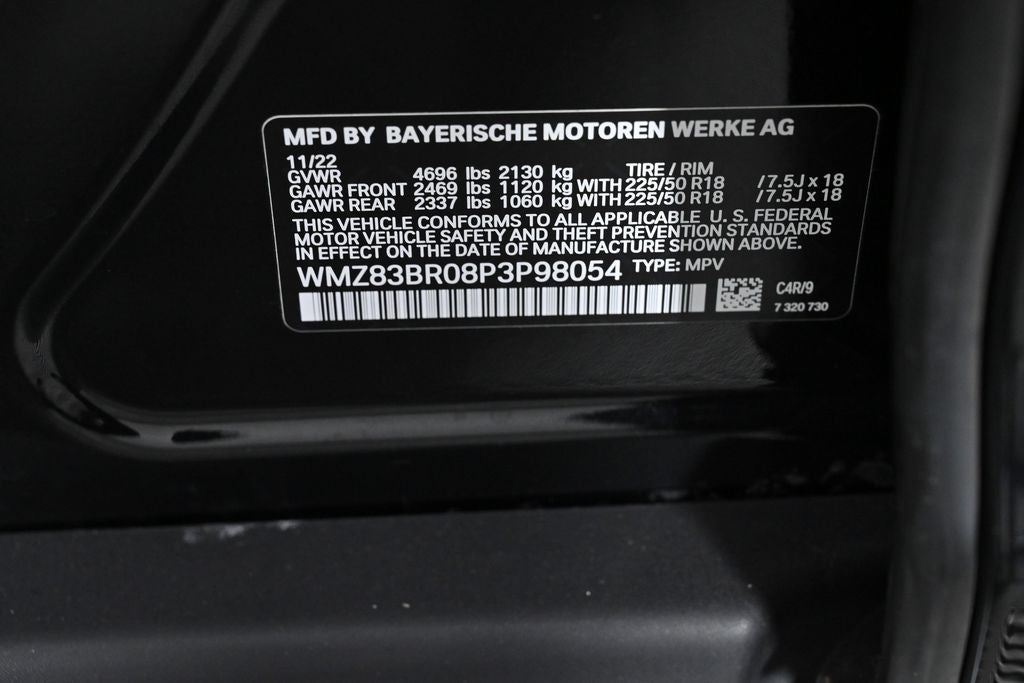 MFD BY BAYERISCHE MOTOREN WERKE AG
11/22
GVWR 4696 lbs 2130 kg TIRE / RIM
GAWR FRONT 2469 lbs 1120 kg WITH 225/50 R18 / 7.5J x 18
GAWR REAR 2337 lbs 1060 kg WITH 225/50 R18 / 7.5J x 18
THIS VEHICLE CONFORMS TO ALL APPLICABLE U. S. FEDERAL
MOTOR VEHICLE SAFETY AND THEFT PREVENTION STANDARDS
IN EFFECT ON THE DATE OF MANUFACTURE SHOWN ABOVE.
WMZ83BR08P3P98054 TYPE: MPV
C4R/9
7 320 730